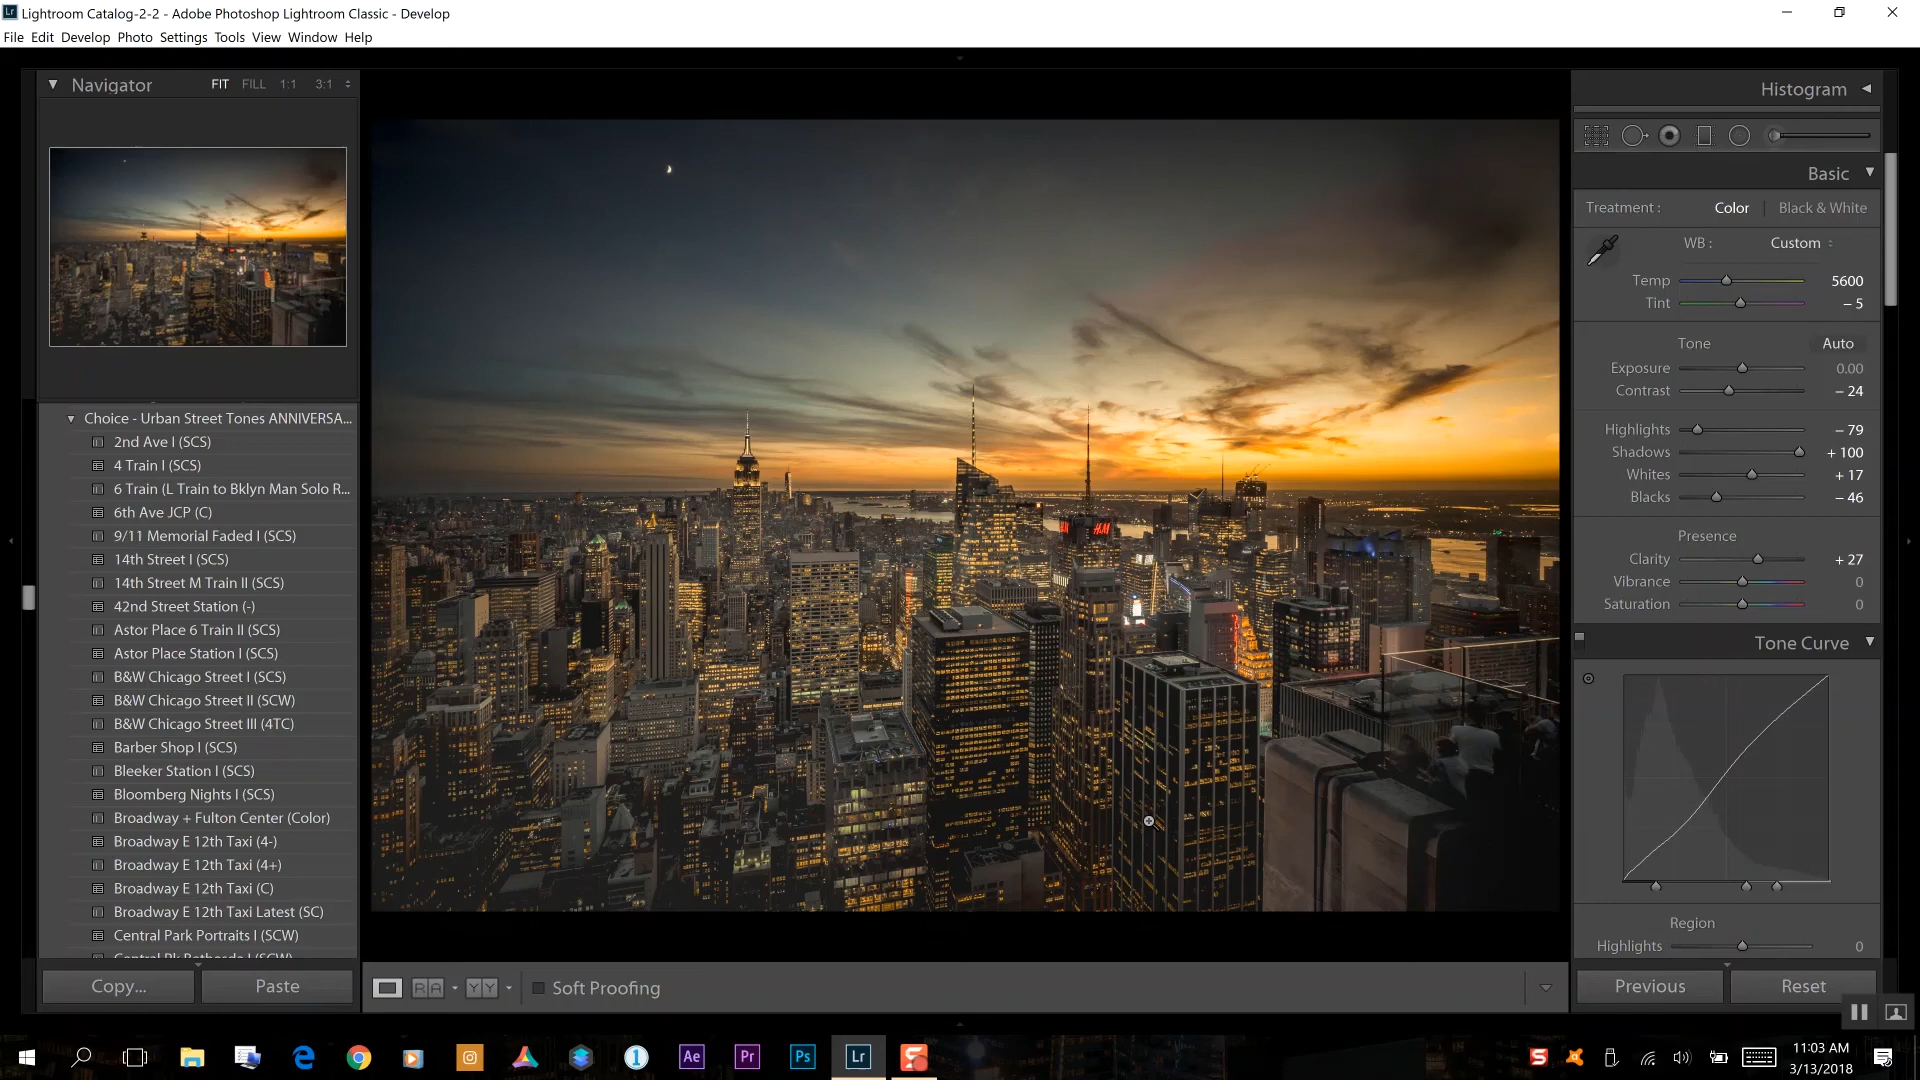 Lr Lightroom Catalog-2-2 - Adobe Photoshop Lightroom Classic - Develop
File Edit Develop Photo Settings Tools View Window Help
Navigator FIT FILL 1:1 3:1
Choice - Urban Street Tones ANNIVERSA...
2nd Ave I (SCS)
4 Train I (SCS)
6 Train (L Train to Bklyn Man Solo R...
6th Ave JCP (C)
9/11 Memorial Faded I (SCS)
14th Street I (SCS)
14th Street M Train II (SCS)
42nd Street Station (-)
Astor Place 6 Train II (SCS)
Astor Place Station I (SCS)
B&W Chicago Street I (SCS)
B&W Chicago Street II (SCW)
B&W Chicago Street III (4TC)
Barber Shop I (SCS)
Bleeker Station I (SCS)
Bloomberg Nights I (SCS)
Broadway + Fulton Center (Color)
Broadway E 12th Taxi (4-)
Broadway E 12th Taxi (4+)
Broadway E 12th Taxi (C)
Broadway E 12th Taxi Latest (SC)
Central Park Portraits I (SCW)
Copy... Paste
H&M
RA YY Soft Proofing
Histogram
Basic
Treatment : Color Black & White
WB : Custom
Temp 5600
Tint – 5
Tone Auto
Exposure 0.00
Contrast – 24
Highlights – 79
Shadows + 100
Whites + 17
Blacks – 46
Presence
Clarity + 27
Vibrance 0
Saturation 0
Tone Curve
Region
Highlights 0
Previous Reset
Ae Pr Ps Lr
11:03 AM
3/13/2018